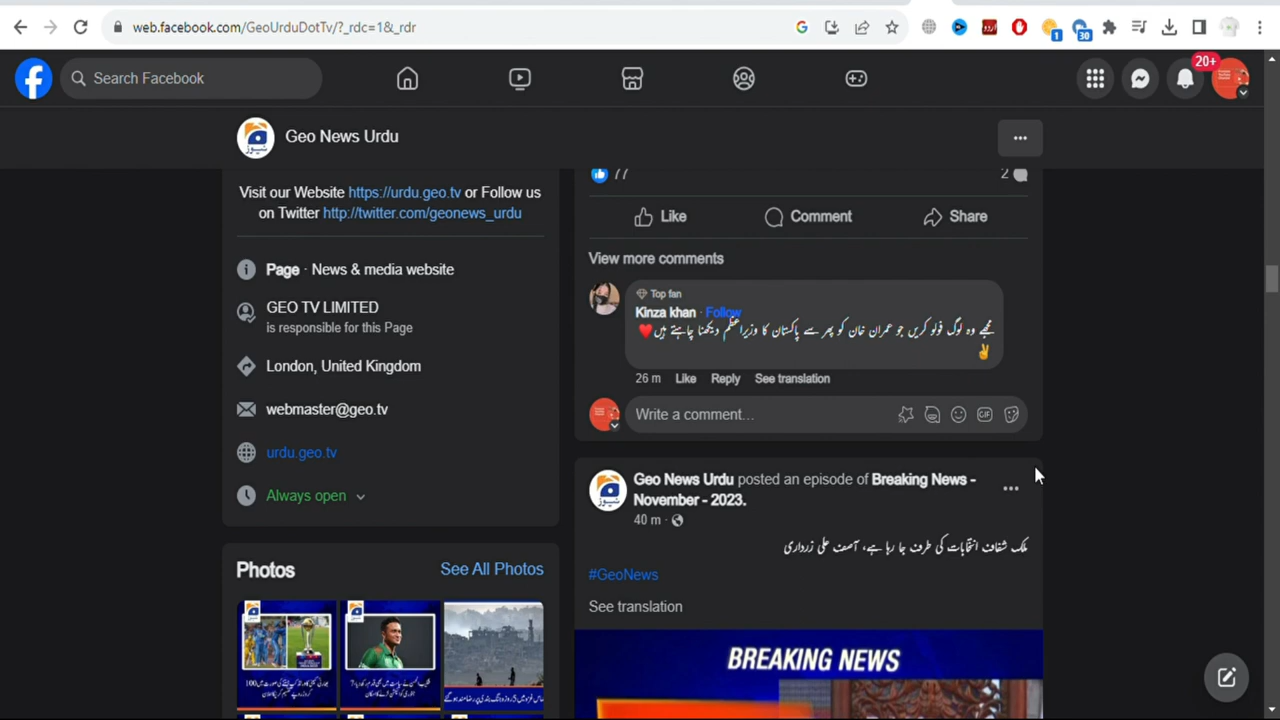 web.facebook.com/GeoUrduDotTv/?_rdc=1&_rdr
1
30
Search Facebook
20+
Geo News Urdu
Visit our Website https://urdu.geo.tv or Follow us
on Twitter http://twitter.com/geonews_urdu
Page · News & media website
GEO TV LIMITED
is responsible for this Page
London, United Kingdom
webmaster@geo.tv
urdu.geo.tv
Always open
Photos
See All Photos
77
2
Like
Comment
Share
View more comments
Top fan
Kinza khan · Follow
مجھے وہ لوگ فولو کریں جو عمران خان کو پھر سے پاکستان کا وزیراعظم دیکھنا چاہتے ہیں❤️
✌
26 m Like Reply See translation
Write a comment...
GIF
Geo News Urdu posted an episode of Breaking News -
November - 2023.
40 m ·
ملک شفاف انتخابات کی طرف جا رہا ہے، آصف علی زرداری
#GeoNews
See translation
BREAKING NEWS